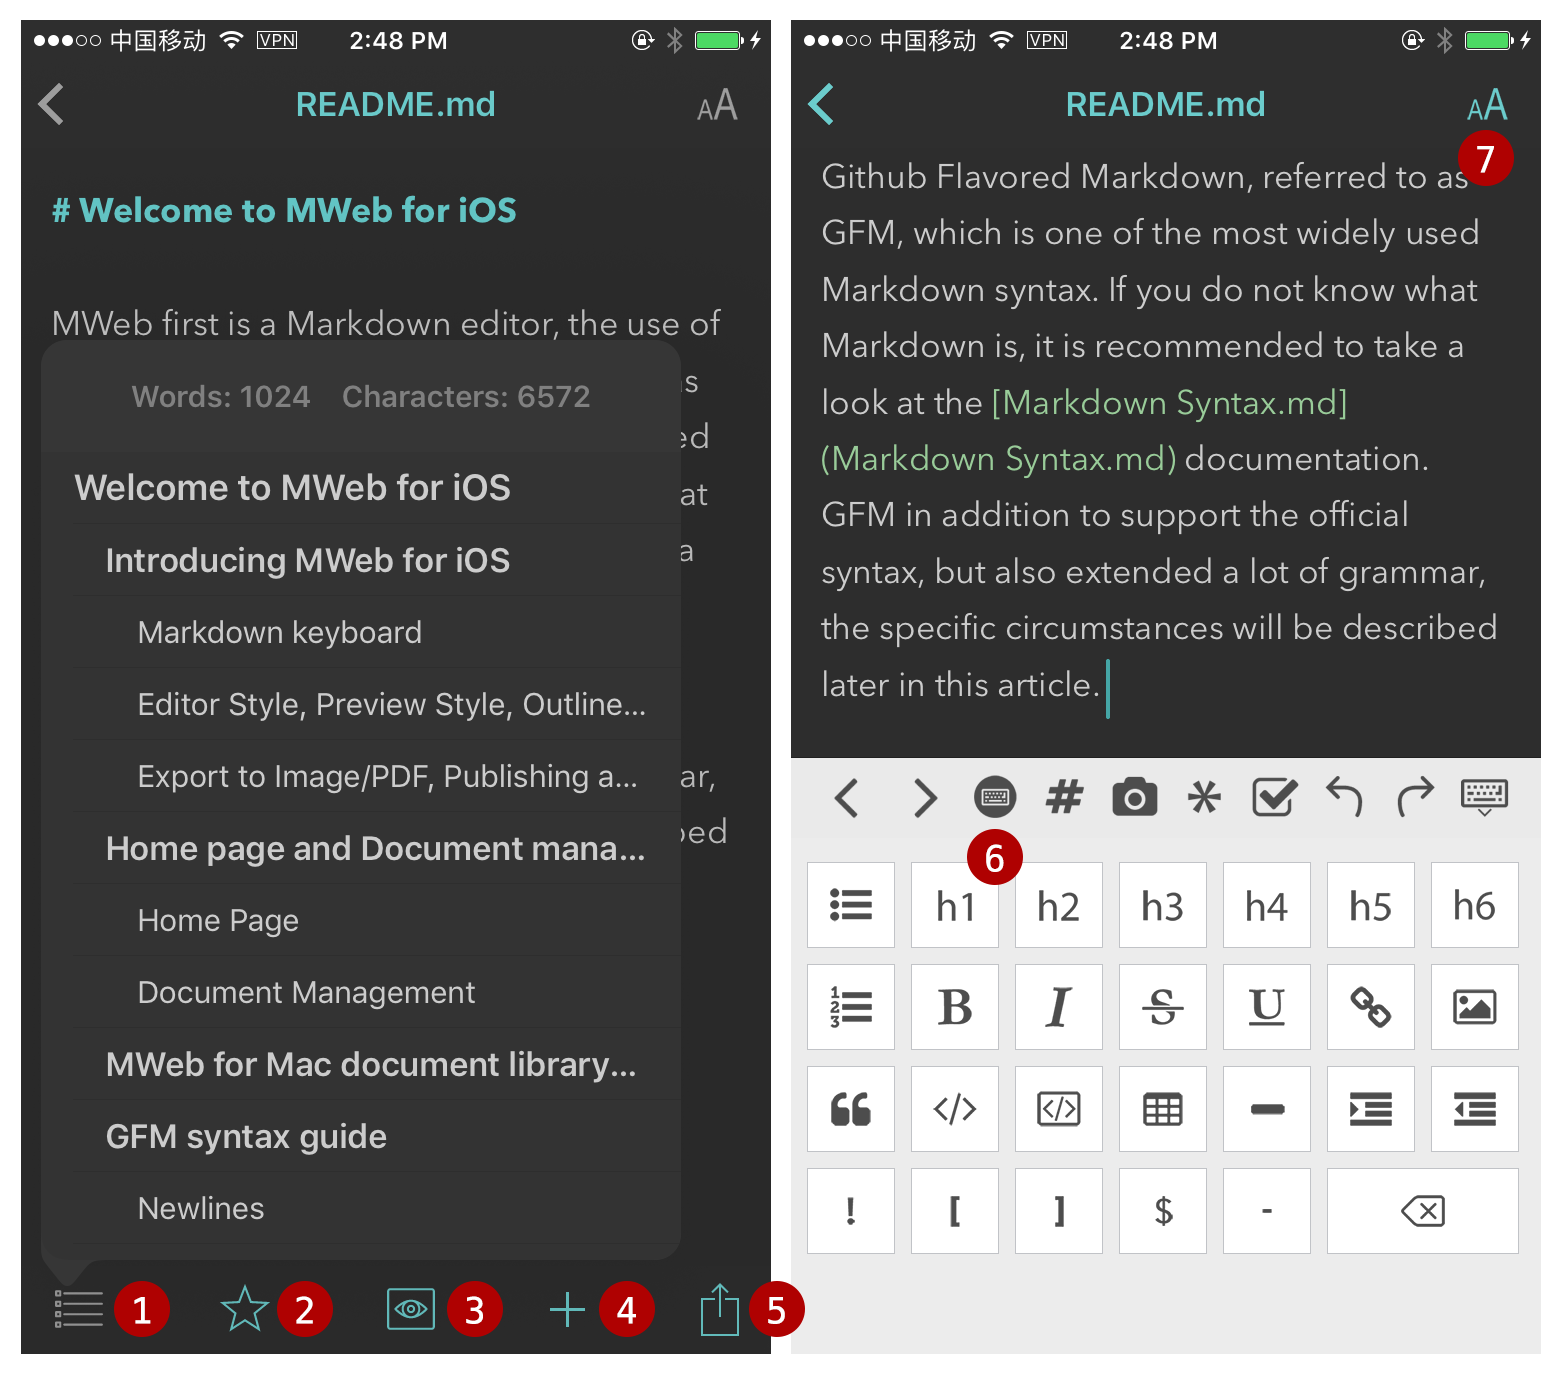 中国移动 VPN 2:48 PM
README.md
AA
# Welcome to MWeb for iOS
MWeb first is a Markdown editor, the use of
as
ed
at
a
ar,
bed
Words: 1024 Characters: 6572
Welcome to MWeb for iOS
Introducing MWeb for iOS
Markdown keyboard
Editor Style, Preview Style, Outline...
Export to Image/PDF, Publishing a...
Home page and Document mana...
Home Page
Document Management
MWeb for Mac document library...
GFM syntax guide
Newlines
1 2 3 4 5
中国移动 VPN 2:48 PM
README.md
AA
7
Github Flavored Markdown, referred to as
GFM, which is one of the most widely used
Markdown syntax. If you do not know what
Markdown is, it is recommended to take a
look at the [Markdown Syntax.md]
(Markdown Syntax.md) documentation.
GFM in addition to support the official
syntax, but also extended a lot of grammar,
the specific circumstances will be described
later in this article.
# *
6
h1 h2 h3 h4 h5 h6
1 2 3 B I S U
“ </> </> -
! [ ] $ -